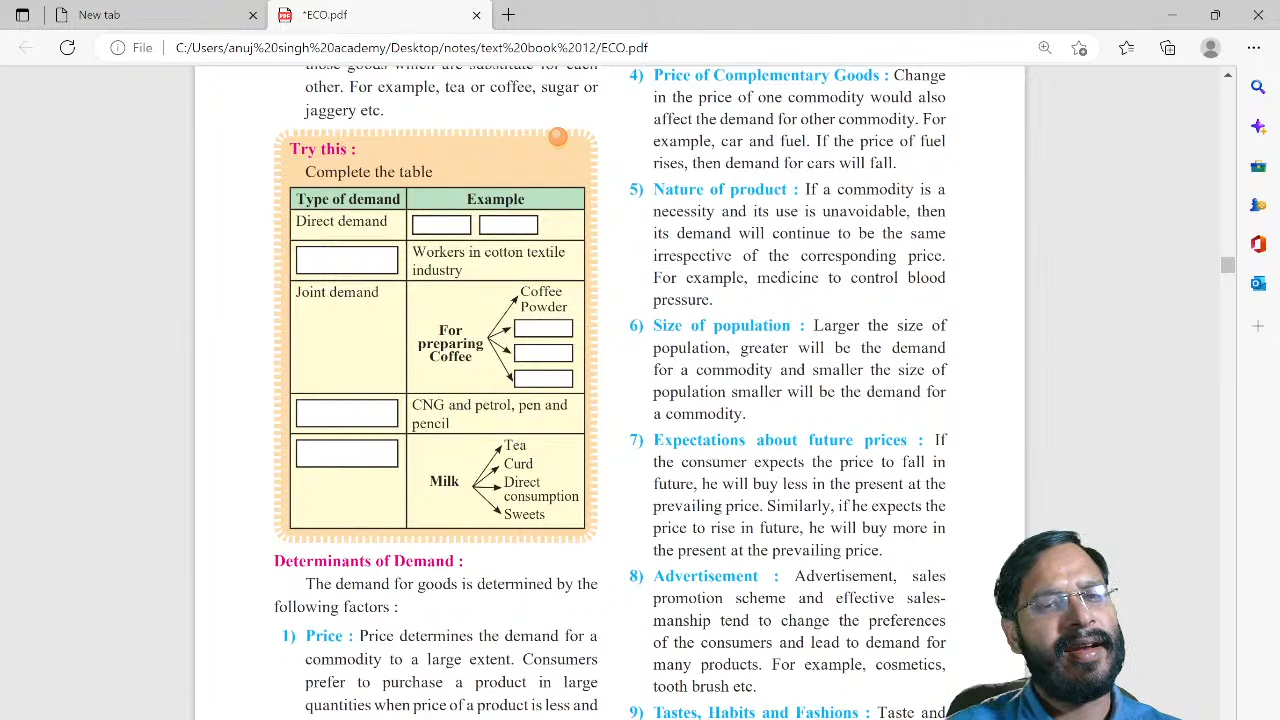 New tab
*ECO.pdf
File
C:/Users/anuj singh academy/Desktop/notes/text book 2012/ECO.pdf
those goods which are substitute for each
other. For example, tea or coffee, sugar or
jaggery etc.
Try this :
Complete the table
Type of demand
Example
Direct demand
Workers in cotton textile
industry
Joint demand
Coffee
Powder
For
preparing
Coffee
CNG and petrol, pen and
pencil
Milk
Tea
Curd
Direct
consumption
Sweets
Determinants of Demand :
The demand for goods is determined by the
following factors :
1) Price : Price determines the demand for a
commodity to a large extent. Consumers
prefer to purchase a product in large
quantities when price of a product is less and
4) Price of Complementary Goods : Change
in the price of one commodity would also
affect the demand for other commodity. For
example, car and fuel. If the price of fuel
rises, then demand for cars will fall.
5) Nature of product : If a commodity is a
necessity and its use is unavoidable, then
its demand will continue to be the same
irrespective of the corresponding price.
For example, medicine to control blood
pressure.
6) Size of population : Larger the size of
population, greater will be the demand
for a commodity and smaller the size of
population smaller will be the demand for
a commodity.
7) Expectations about future prices : If
the consumer expects the price to fall in
future, he will buy less in the present at the
prevailing price. Similarly, if he expects the
price to rise in future, he will buy more in
the present at the prevailing price.
8) Advertisement : Advertisement, sales
promotion scheme and effective sales-
manship tend to change the preferences
of the consumers and lead to demand for
many products. For example, cosmetics,
tooth brush etc.
9) Tastes, Habits and Fashions : Taste and